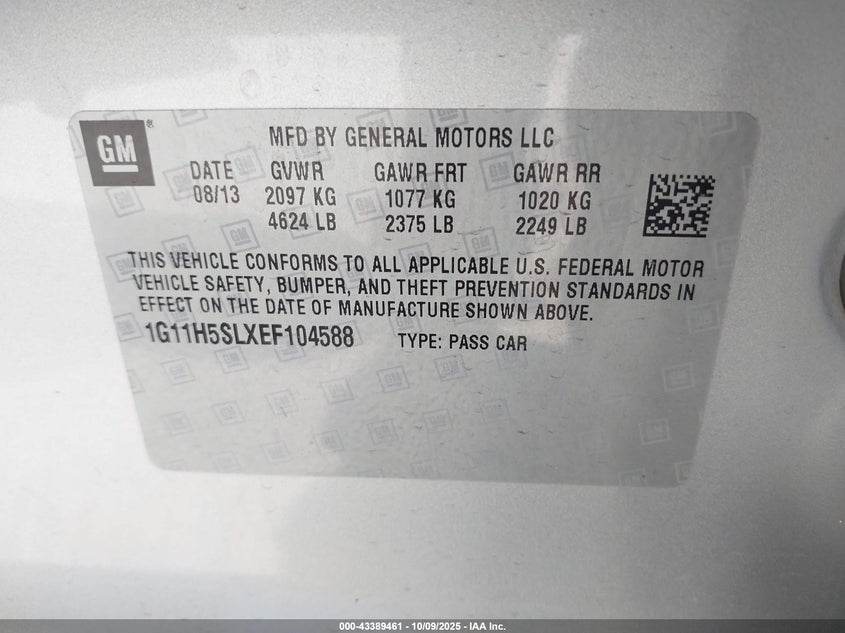 GM
MFD BY GENERAL MOTORS LLC
DATE GVWR GAWR FRT GAWR RR
08/13 2097 KG 1077 KG 1020 KG
4624 LB 2375 LB 2249 LB
THIS VEHICLE CONFORMS TO ALL APPLICABLE U.S. FEDERAL MOTOR
VEHICLE SAFETY, BUMPER, AND THEFT PREVENTION STANDARDS IN
EFFECT ON THE DATE OF MANUFACTURE SHOWN ABOVE.
1G11H5SLXEF104588 TYPE: PASS CAR
000-43389461 - 10/09/2025 - IAA Inc.